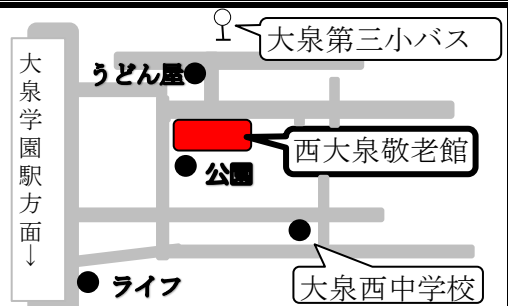 大泉第三小バス
うどん屋
大泉学園駅方面↓
西大泉敬老館
公園
大泉西中学校
ライフ